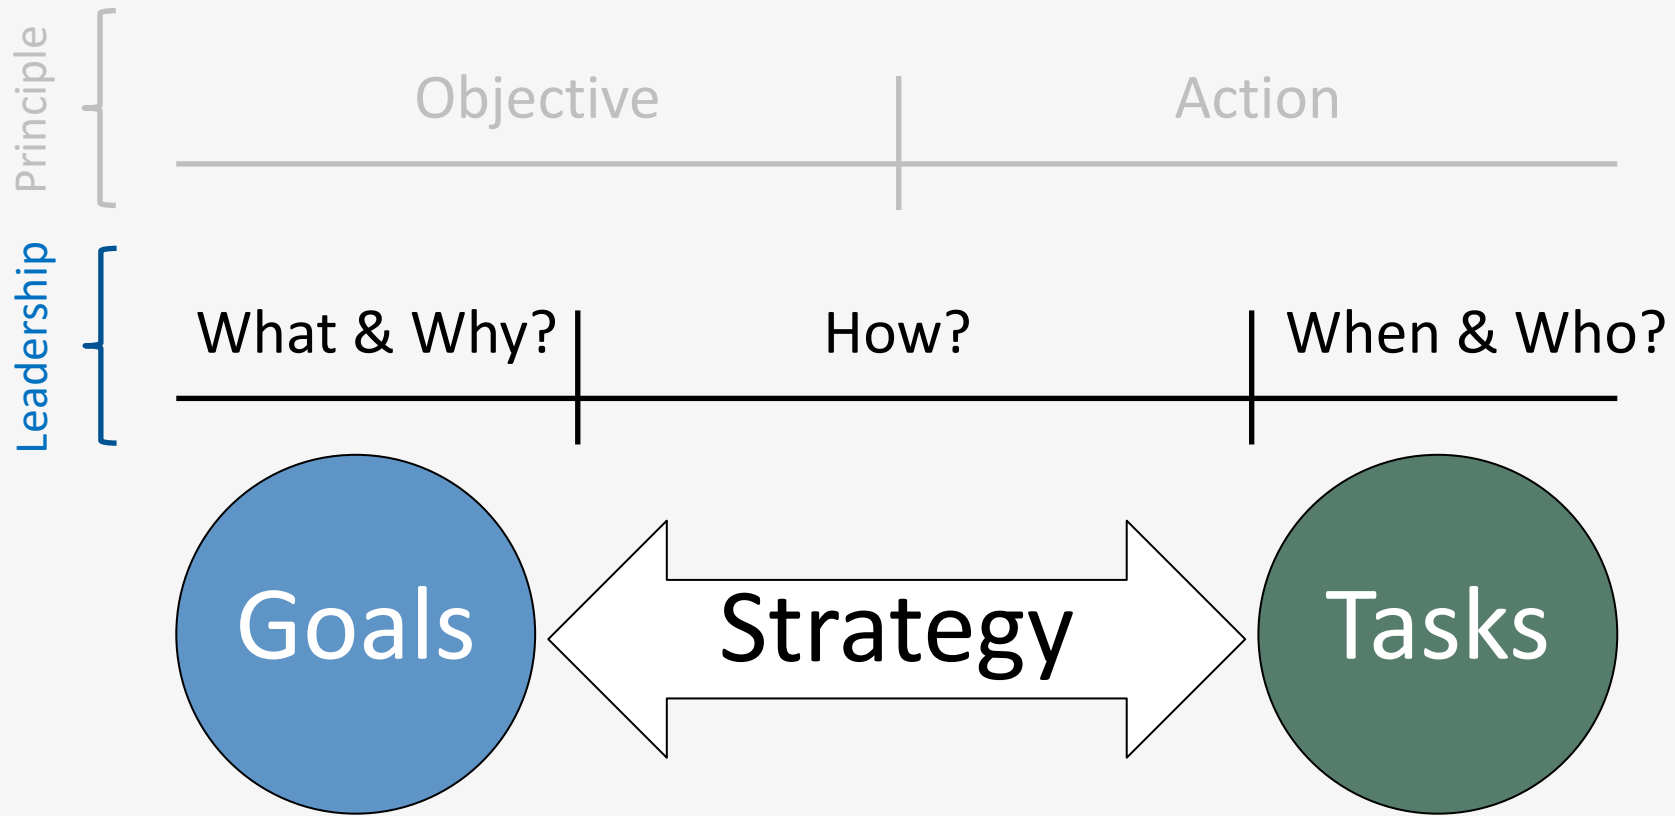 Principle
Objective
Action
Leadership
What & Why?
How?
When & Who?
Goals
Strategy
Tasks